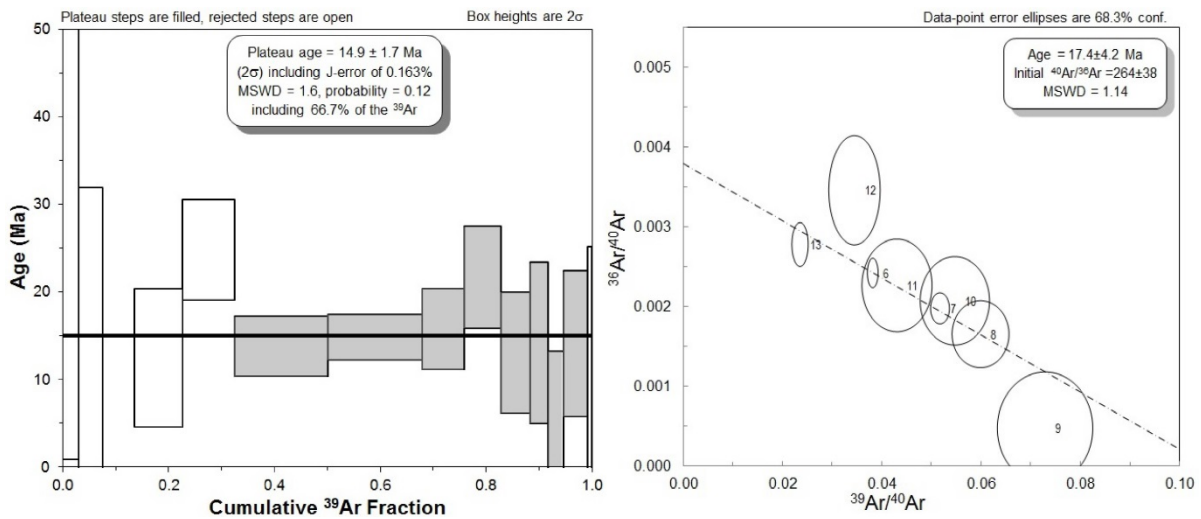 Plateau steps are filled, rejected steps are open
Box heights are 2σ
Plateau age = 14.9 ± 1.7 Ma
(2σ) including J-error of 0.163%
MSWD = 1.6, probability = 0.12
including 66.7% of the ³⁹Ar
Age (Ma)
50
40
30
20
10
0
0.0 0.2 0.4 0.6 0.8 1.0
Cumulative ³⁹Ar Fraction
Data-point error ellipses are 68.3% conf.
Age = 17.4±4.2 Ma
Initial ⁴⁰Ar/³⁶Ar =264±38
MSWD = 1.14
³⁶Ar/⁴⁰Ar
0.005
0.004
0.003
0.002
0.001
0.000
12
13
6
11
10
7
8
9
0.00 0.02 0.04 0.06 0.08 0.10
³⁹Ar/⁴⁰Ar